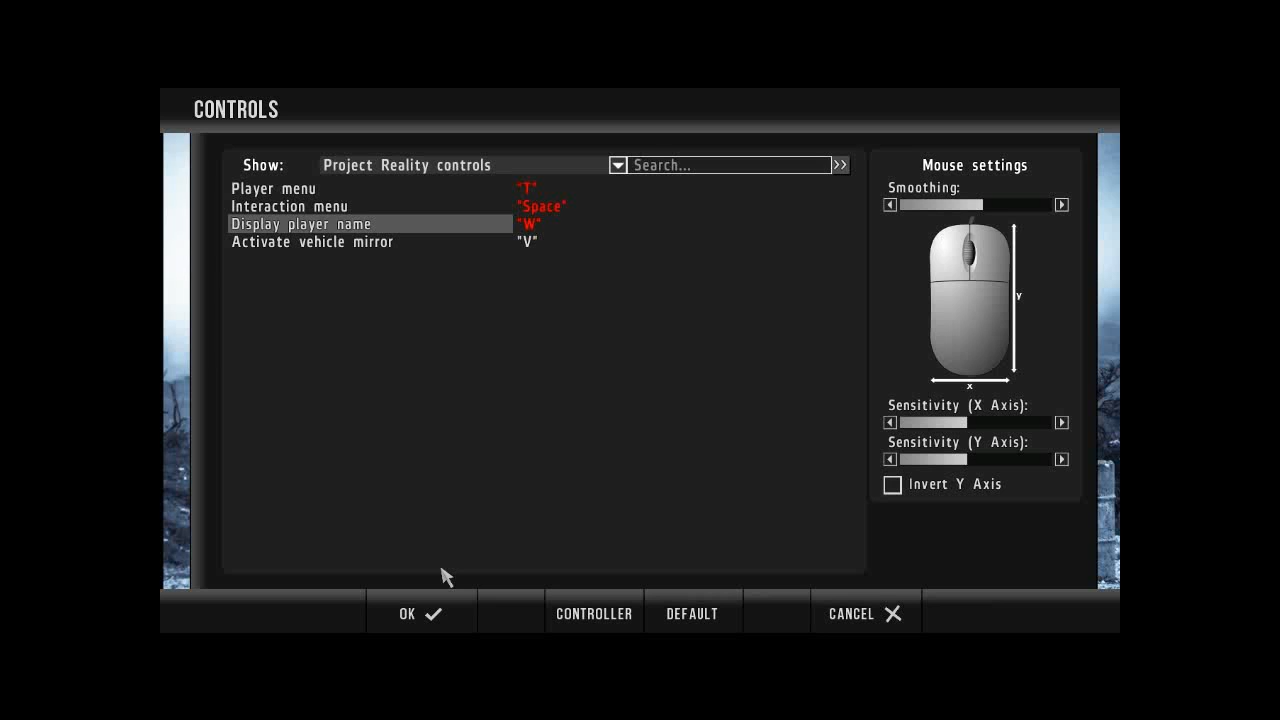 CONTROLS
Show: Project Reality controls Search... >>
Player menu "T"
Interaction menu "Space"
Display player name "W"
Activate vehicle mirror "V"
Mouse settings
Smoothing:
y
x
Sensitivity (X Axis):
Sensitivity (Y Axis):
Invert Y Axis
OK CONTROLLER DEFAULT CANCEL